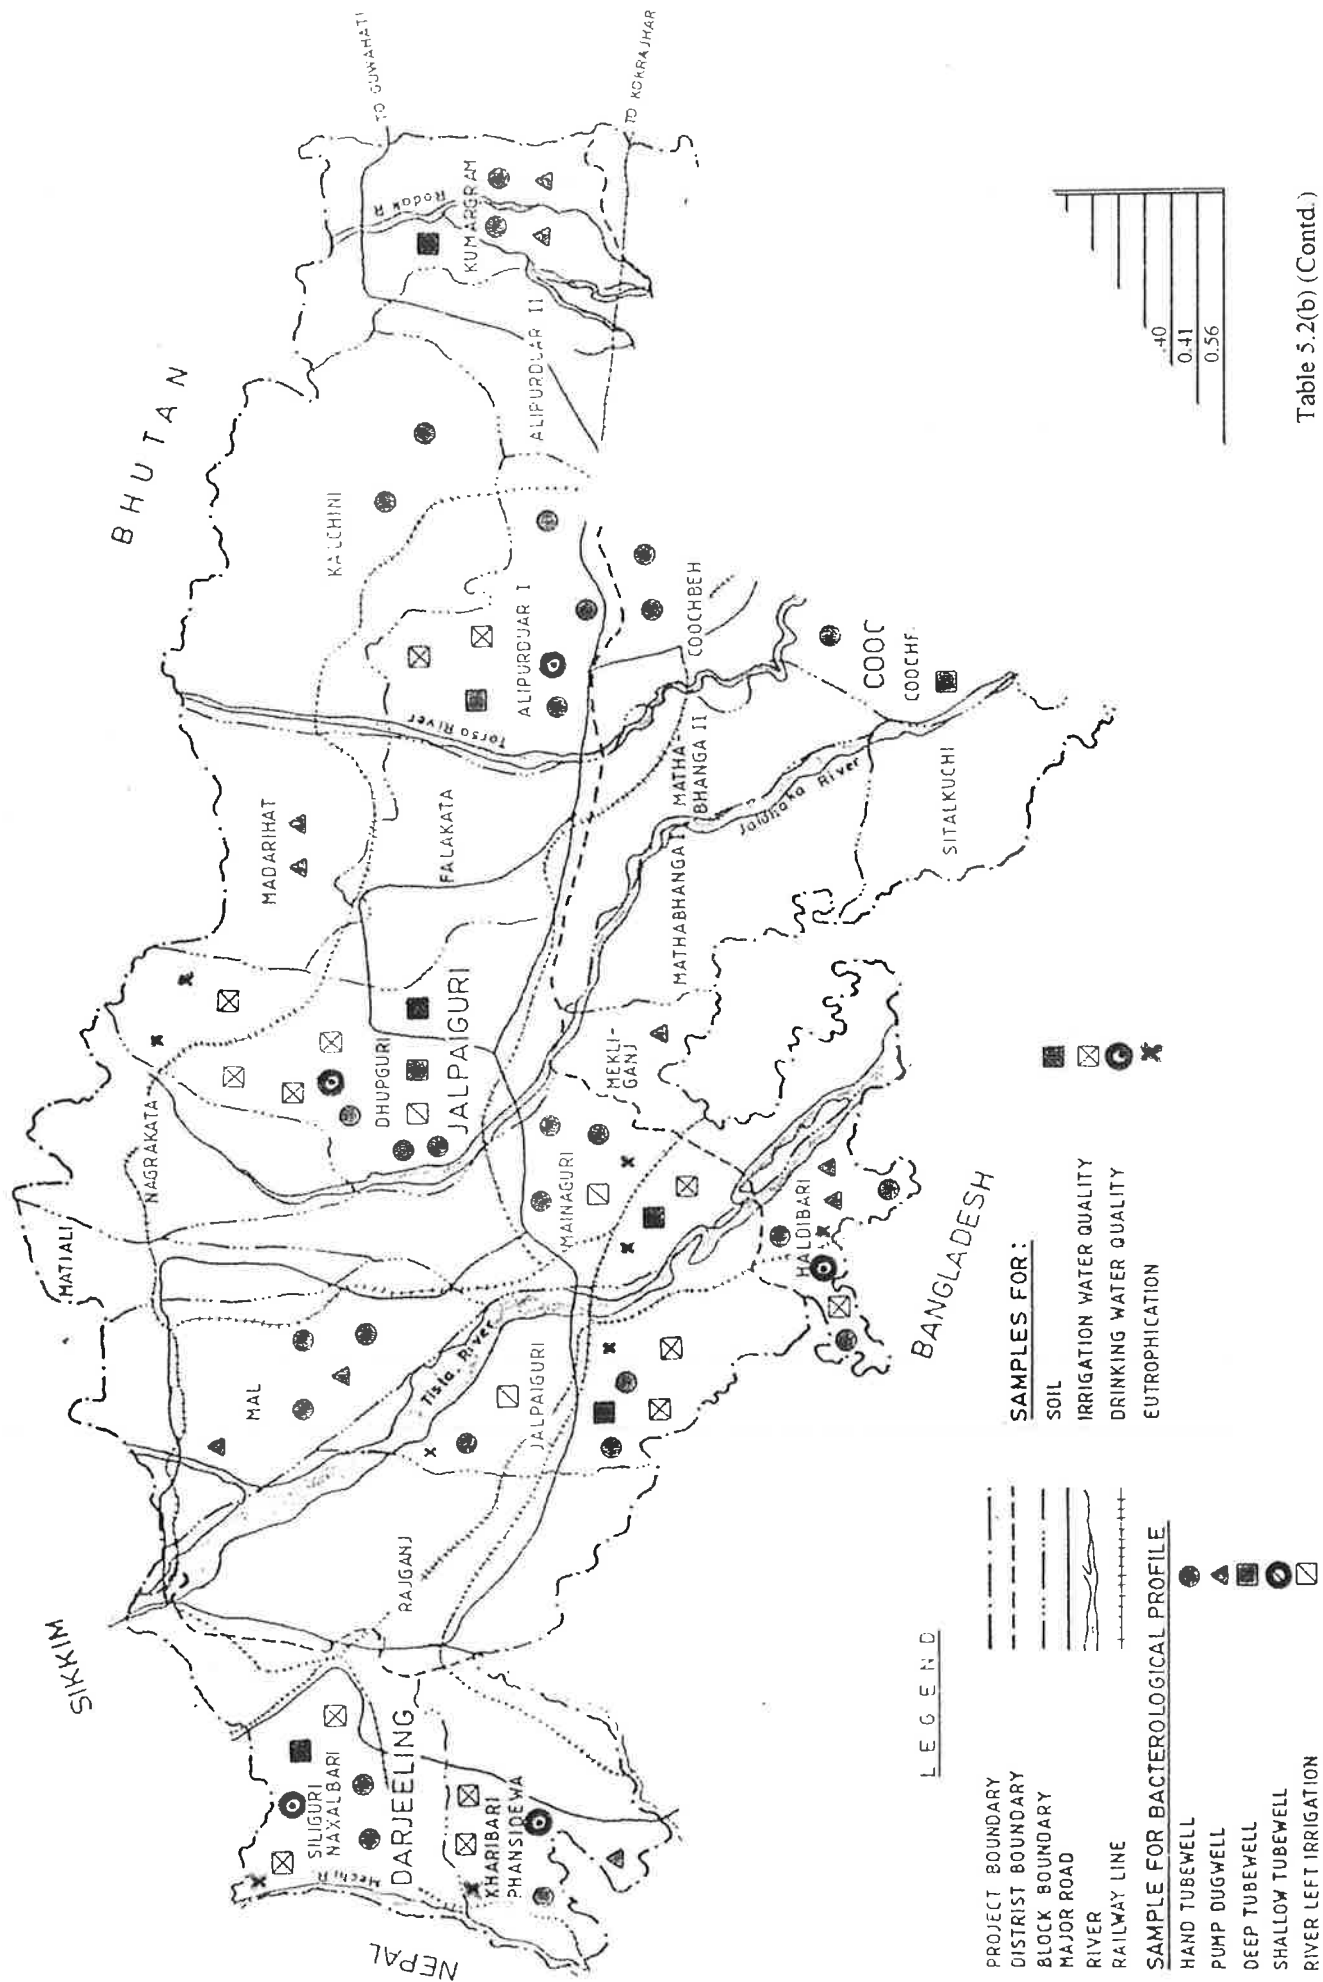 SIKKIM
BHUTAN
NEPAL
BANGLADESH
TO GUWAHATI
TO KOKRAJHAR
MATIALI
NAGRAKATA
MADARIHAT
KALCHINI
KUMARGRAM
Rodak R
ALIPURDUAR II
ALIPURDUAR I
Torsa River
FALAKATA
DHUPGURI
JALPAIGURI
MAL
Tista River
JALPAIGURI
RAJGANJ
MAINAGURI
MEKLI-
GANJ
MATHABHANGA I
MATHA-
BHANGA II
Jaldhaka River
COOCHBEH
COOC
COOCHF
SITALKUCHI
HALDIBARI
SILIGURI
NAXALBARI
Mechi R
DARJEELING
KHARIBARI
PHANSIDEWA
LEGEND
PROJECT BOUNDARY
DISTRIST BOUNDARY
BLOCK BOUNDARY
MAJOR ROAD
RIVER
RAILWAY LINE
SAMPLE FOR BACTEROLOGICAL PROFILE
HAND TUBEWELL
PUMP DUGWELL
DEEP TUBEWELL
SHALLOW TUBEWELL
RIVER LEFT IRRIGATION
SAMPLES FOR:
SOIL
IRRIGATION WATER QUALITY
DRINKING WATER QUALITY
EUTROPHICATION
.40
0.41
0.56
Table 5.2(b) (Contd.)